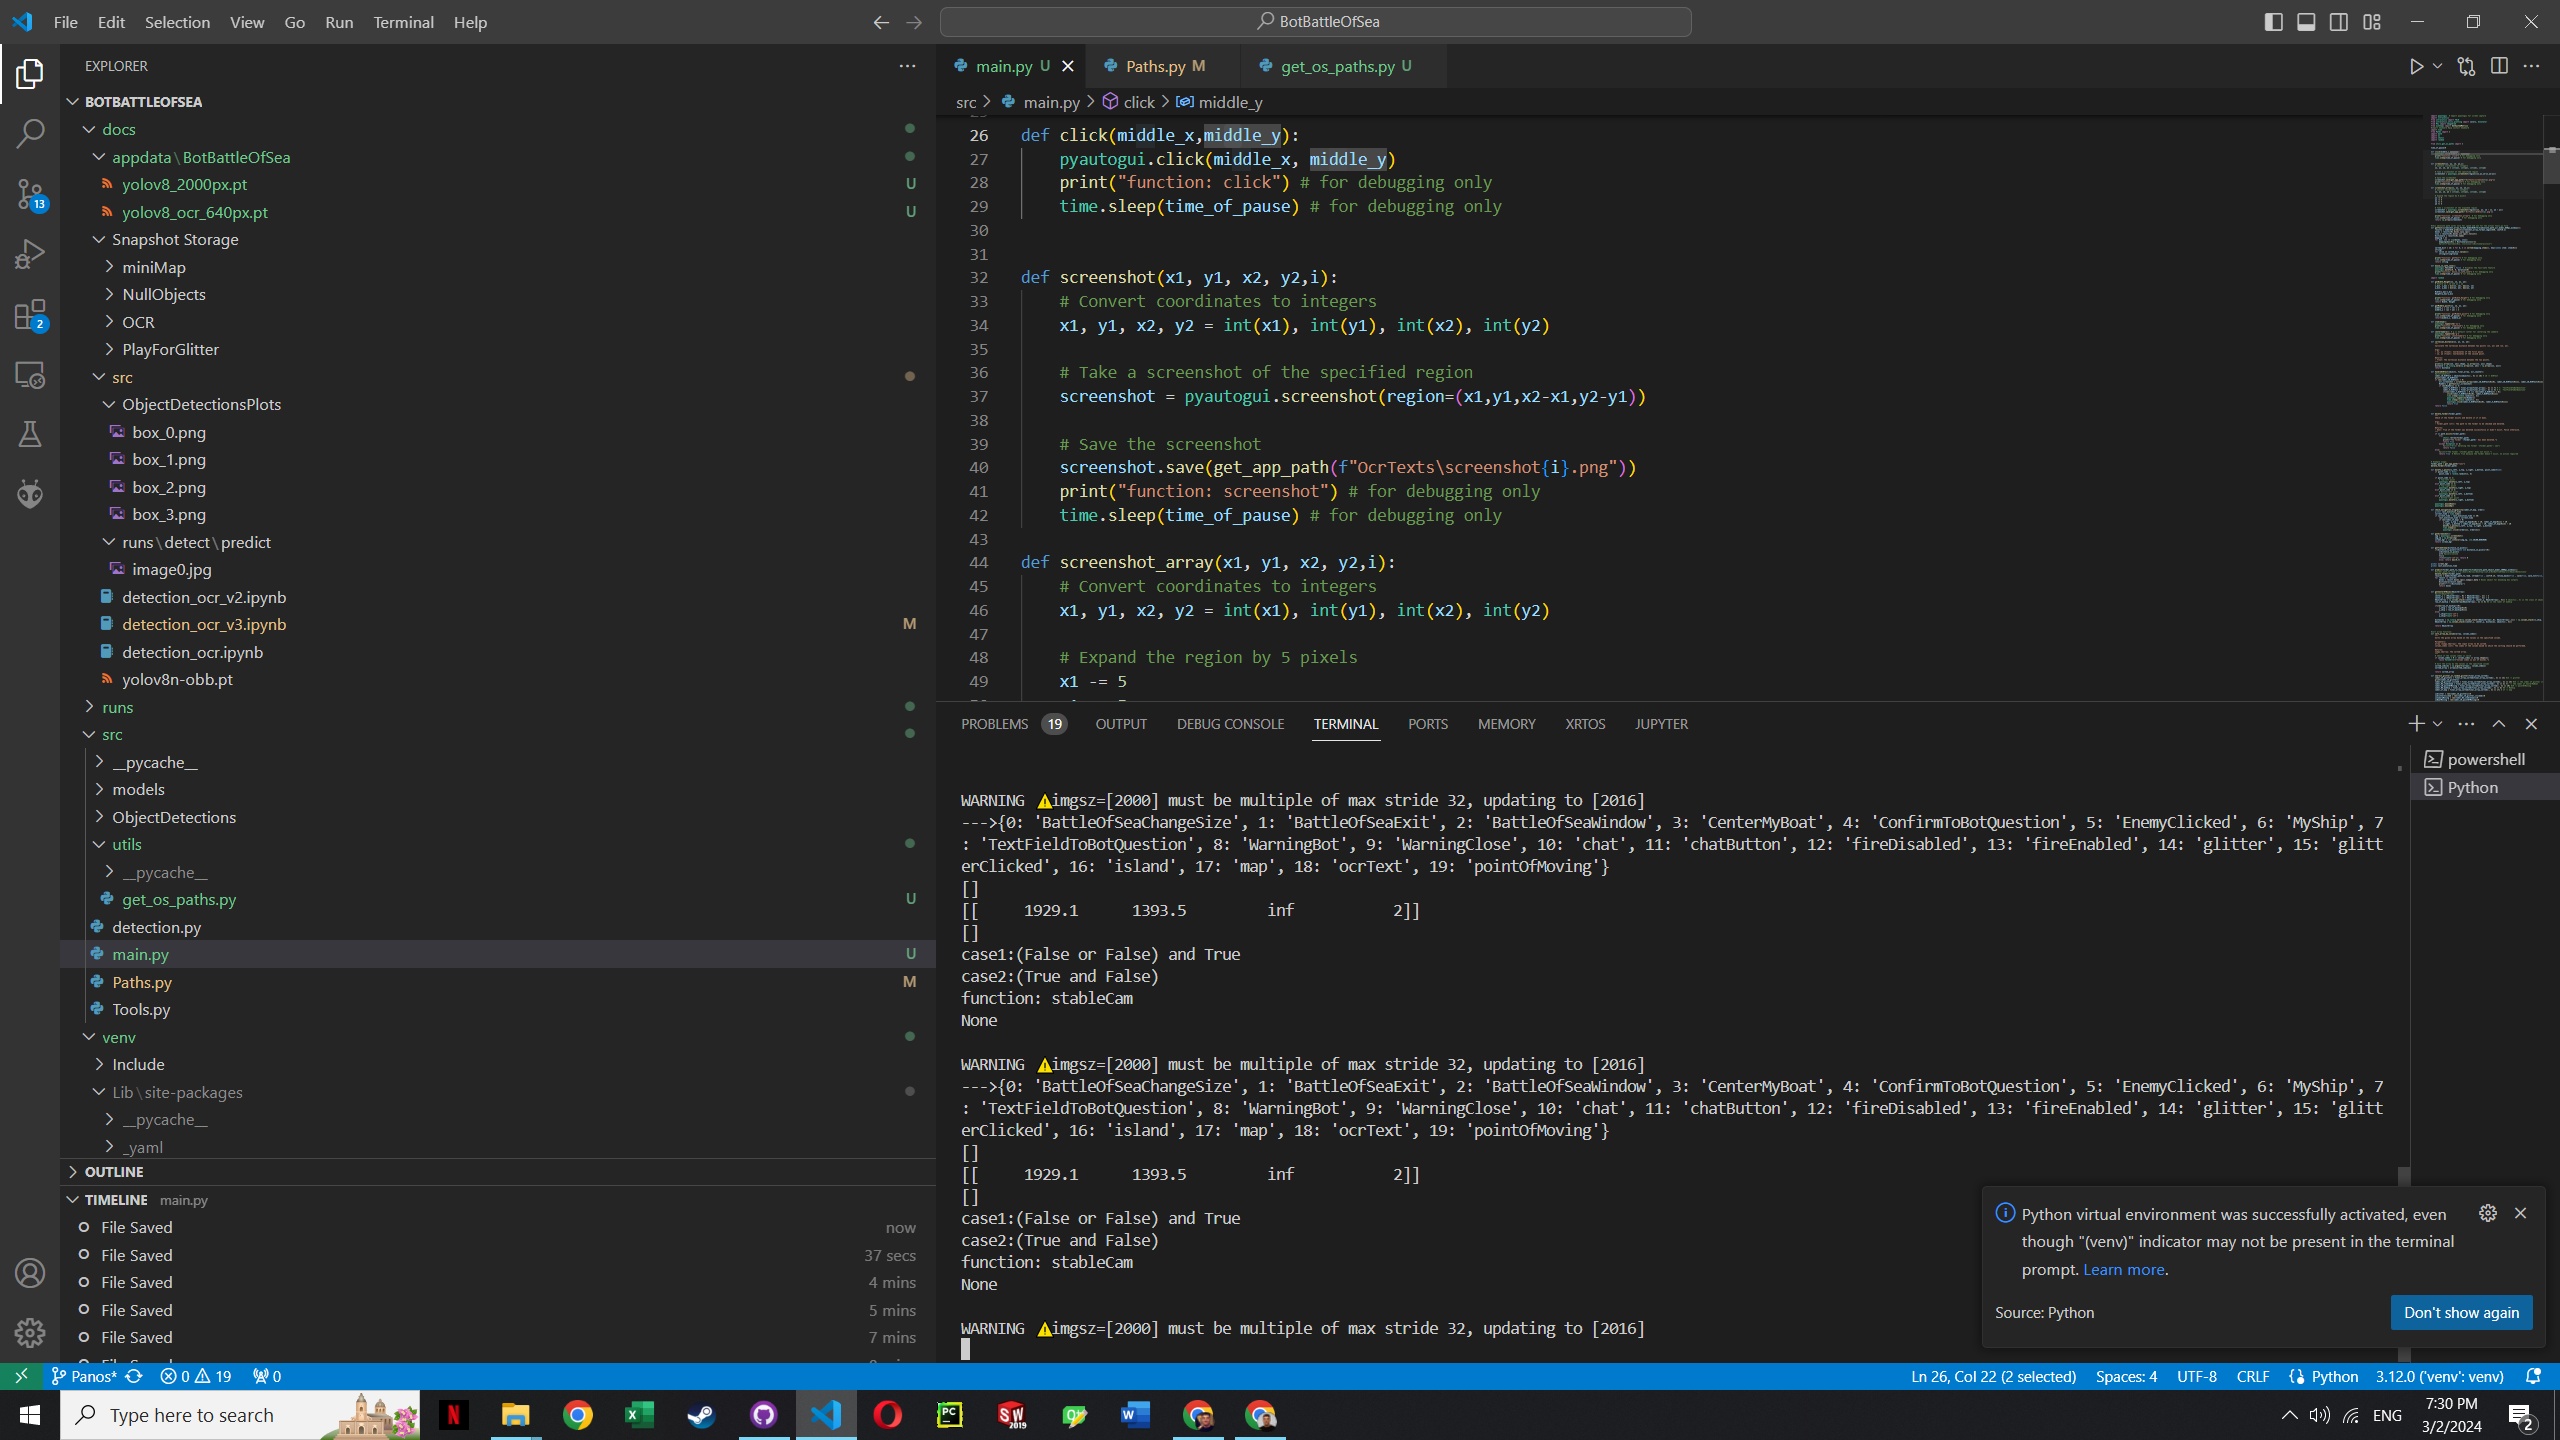 File Edit Selection View Go Run Terminal Help
BotBattleOfSea
EXPLORER
BOTBATTLEOFSEA
docs
appdata\BotBattleOfSea
yolov8_2000px.pt U
yolov8_ocr_640px.pt U
Snapshot Storage
miniMap
NullObjects
OCR
PlayForGlitter
src
ObjectDetectionsPlots
box_0.png
box_1.png
box_2.png
box_3.png
runs\detect\predict
image0.jpg
detection_ocr_v2.ipynb
detection_ocr_v3.ipynb M
detection_ocr.ipynb
yolov8n-obb.pt
runs
src
__pycache__
models
ObjectDetections
utils
__pycache__
get_os_paths.py U
detection.py
main.py U
Paths.py M
Tools.py
venv
Include
Lib\site-packages
__pycache__
_yaml
OUTLINE
TIMELINE main.py
File Saved now
File Saved 37 secs
File Saved 4 mins
File Saved 5 mins
File Saved 7 mins
13
2
main.py U Paths.py M get_os_paths.py U
src > main.py > click > middle_y
26 def click(middle_x,middle_y):
27 pyautogui.click(middle_x, middle_y)
28 print("function: click") # for debugging only
29 time.sleep(time_of_pause) # for debugging only
30
31
32 def screenshot(x1, y1, x2, y2,i):
33 # Convert coordinates to integers
34 x1, y1, x2, y2 = int(x1), int(y1), int(x2), int(y2)
35
36 # Take a screenshot of the specified region
37 screenshot = pyautogui.screenshot(region=(x1,y1,x2-x1,y2-y1))
38
39 # Save the screenshot
40 screenshot.save(get_app_path(f"OcrTexts\screenshot{i}.png"))
41 print("function: screenshot") # for debugging only
42 time.sleep(time_of_pause) # for debugging only
43
44 def screenshot_array(x1, y1, x2, y2,i):
45 # Convert coordinates to integers
46 x1, y1, x2, y2 = int(x1), int(y1), int(x2), int(y2)
47
48 # Expand the region by 5 pixels
49 x1 -= 5
PROBLEMS 19 OUTPUT DEBUG CONSOLE TERMINAL PORTS MEMORY XRTOS JUPYTER
powershell
Python
WARNING ⚠imgsz=[2000] must be multiple of max stride 32, updating to [2016]
--->{0: 'BattleOfSeaChangeSize', 1: 'BattleOfSeaExit', 2: 'BattleOfSeaWindow', 3: 'CenterMyBoat', 4: 'ConfirmToBotQuestion', 5: 'EnemyClicked', 6: 'MyShip', 7
: 'TextFieldToBotQuestion', 8: 'WarningBot', 9: 'WarningClose', 10: 'chat', 11: 'chatButton', 12: 'fireDisabled', 13: 'fireEnabled', 14: 'glitter', 15: 'glitt
erClicked', 16: 'island', 17: 'map', 18: 'ocrText', 19: 'pointOfMoving'}
[]
[[ 1929.1 1393.5 inf 2]]
[]
case1:(False or False) and True
case2:(True and False)
function: stableCam
None
WARNING ⚠imgsz=[2000] must be multiple of max stride 32, updating to [2016]
--->{0: 'BattleOfSeaChangeSize', 1: 'BattleOfSeaExit', 2: 'BattleOfSeaWindow', 3: 'CenterMyBoat', 4: 'ConfirmToBotQuestion', 5: 'EnemyClicked', 6: 'MyShip', 7
: 'TextFieldToBotQuestion', 8: 'WarningBot', 9: 'WarningClose', 10: 'chat', 11: 'chatButton', 12: 'fireDisabled', 13: 'fireEnabled', 14: 'glitter', 15: 'glitt
erClicked', 16: 'island', 17: 'map', 18: 'ocrText', 19: 'pointOfMoving'}
[]
[[ 1929.1 1393.5 inf 2]]
[]
case1:(False or False) and True
case2:(True and False)
function: stableCam
None
WARNING ⚠imgsz=[2000] must be multiple of max stride 32, updating to [2016]
Python virtual environment was successfully activated, even
though "(venv)" indicator may not be present in the terminal
prompt. Learn more.
Source: Python Don't show again
Panos* 0 19 0 Ln 26, Col 22 (2 selected) Spaces: 4 UTF-8 CRLF Python 3.12.0 ('venv': venv)
Type here to search
ENG
7:30 PM
3/2/2024
2